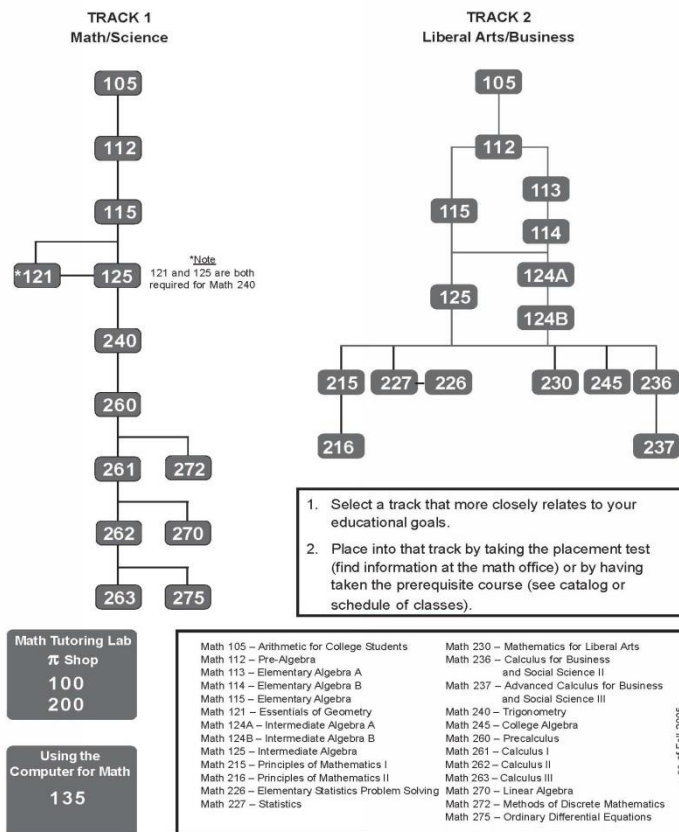 TRACK 1
Math/Science
TRACK 2
Liberal Arts/Business
105
112
115
*121
125
*Note
121 and 125 are both
required for Math 240
240
260
261
272
262
270
263
275
105
112
113
115
114
124A
125
124B
215
227
226
230
245
236
216
237
1. Select a track that more closely relates to your
educational goals.
2. Place into that track by taking the placement test
(find information at the math office) or by having
taken the prerequisite course (see catalog or
schedule of classes).
Math Tutoring Lab
π Shop
100
200
Using the
Computer for Math
135
Math 105 – Arithmetic for College Students
Math 112 – Pre-Algebra
Math 113 – Elementary Algebra A
Math 114 – Elementary Algebra B
Math 115 – Elementary Algebra
Math 121 – Essentials of Geometry
Math 124A – Intermediate Algebra A
Math 124B – Intermediate Algebra B
Math 125 – Intermediate Algebra
Math 215 – Principles of Mathematics I
Math 216 – Principles of Mathematics II
Math 226 – Elementary Statistics Problem Solving
Math 227 – Statistics
Math 230 – Mathematics for Liberal Arts
Math 236 – Calculus for Business
and Social Science II
Math 237 – Advanced Calculus for Business
and Social Science III
Math 240 – Trigonometry
Math 245 – College Algebra
Math 260 – Precalculus
Math 261 – Calculus I
Math 262 – Calculus II
Math 263 – Calculus III
Math 270 – Linear Algebra
Math 272 – Methods of Discrete Mathematics
Math 275 – Ordinary Differential Equations
as of Fall 2005